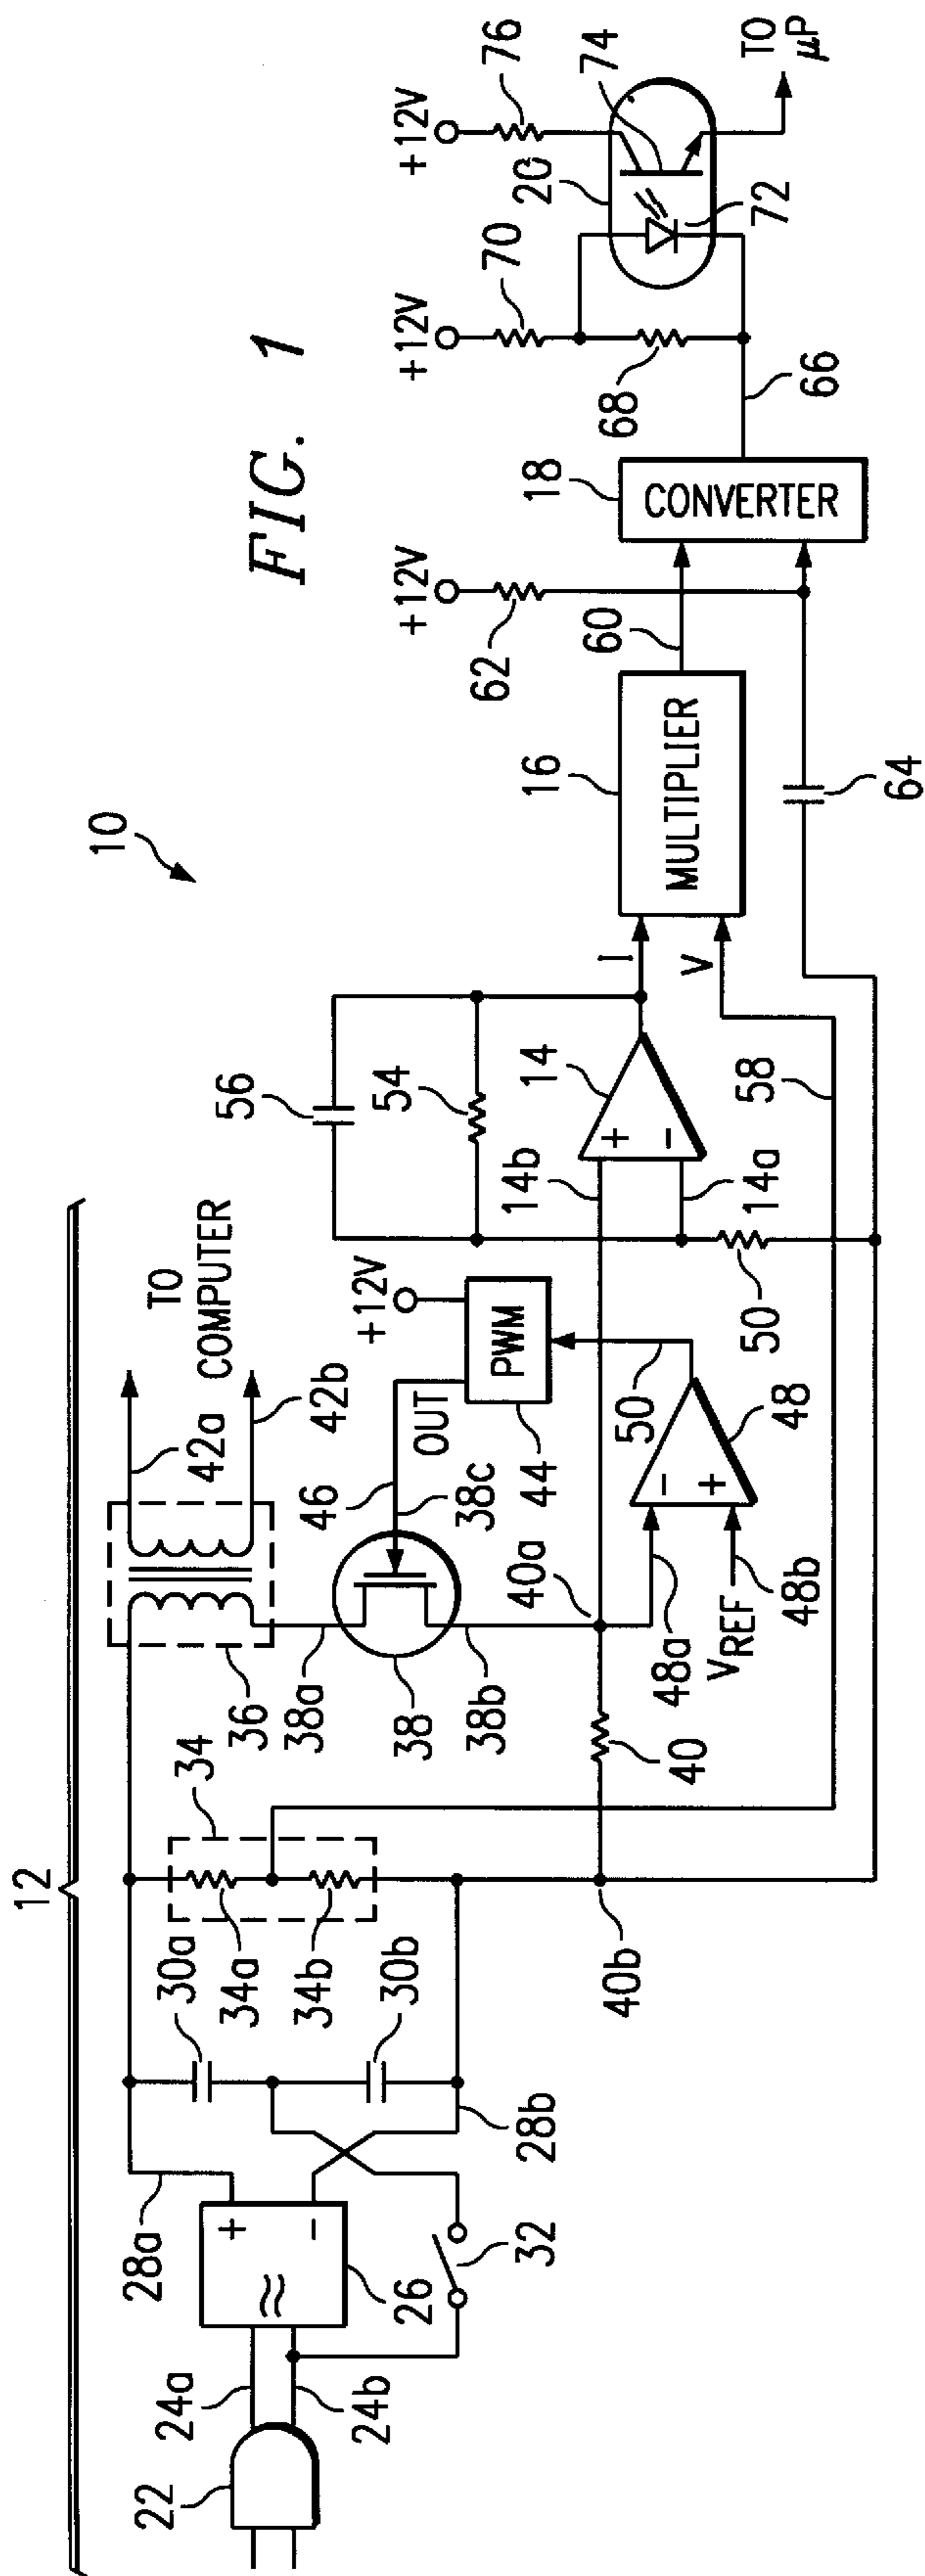 FIG. 1
10
12
TO
COMPUTER
42a
42b
36
34
34a
34b
30a
30b
28a
28b
+
−
≈
26
24a
24b
22
32
38a
38
38b
38c
46
OUT
+12V
PWM
44
50
40a
40
40b
48a
VREF
48b
−
+
48
56
54
14b
14
+
−
14a
50
58
I
V
16
MULTIPLIER
60
+12V
62
64
18
CONVERTER
66
+12V
70
68
20
+12V
76
74
72
TO
μP